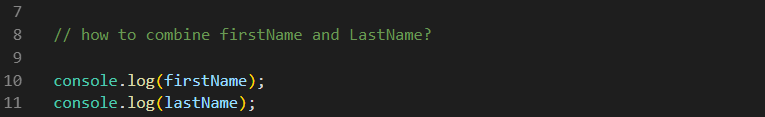 7
8 // how to combine firstName and LastName?
9
10 console.log(firstName);
11 console.log(lastName);